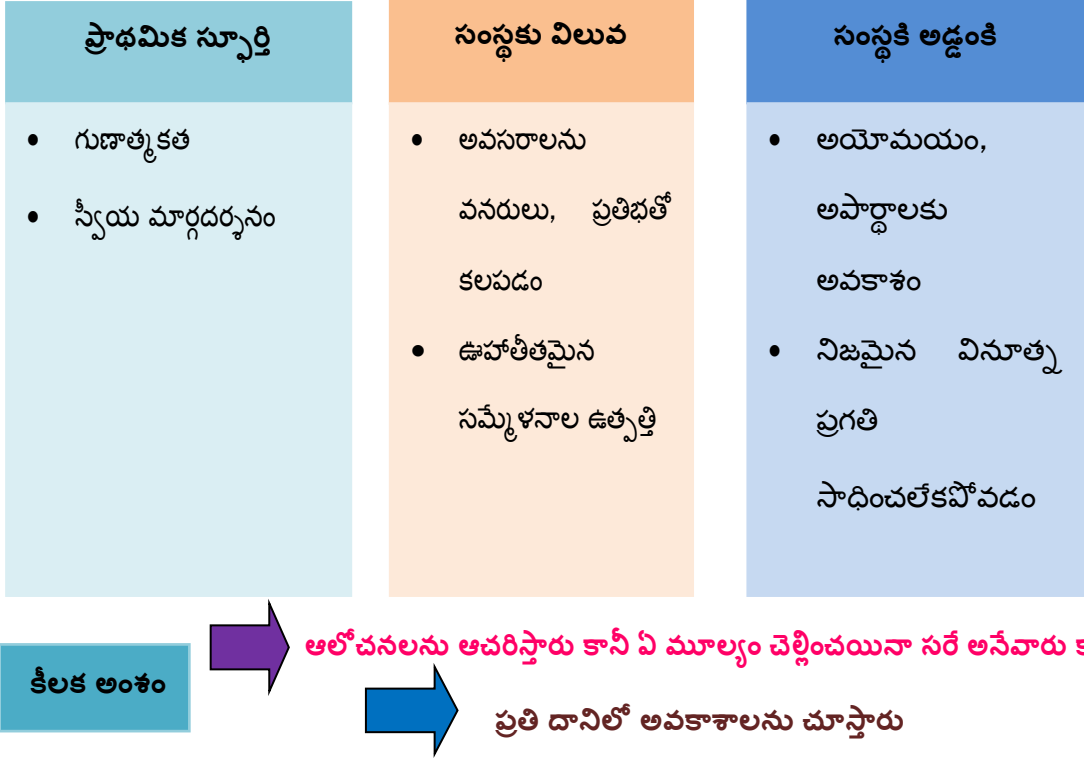 ప్రాథమిక స్ఫూర్తి
• గుణాత్మకత
• స్వీయ మార్గదర్శనం
సంస్థకు విలువ
• అవసరాలను
వనరులు, ప్రతిభతో
కలపడం
• ఊహాతీతమైన
సమ్మేళనాల ఉత్పత్తి
సంస్థకి అడ్డంకి
• అయోమయం,
అపార్థాలకు
అవకాశం
• నిజమైన వినూత్న
ప్రగతి
సాధించలేకపోవడం
కీలక అంశం
ఆలోచనలను ఆచరిస్తారు కానీ ఏ మూల్యం చెల్లించయినా సరే అనేవారు
ప్రతి దానిలో అవకాశాలను చూస్తారు